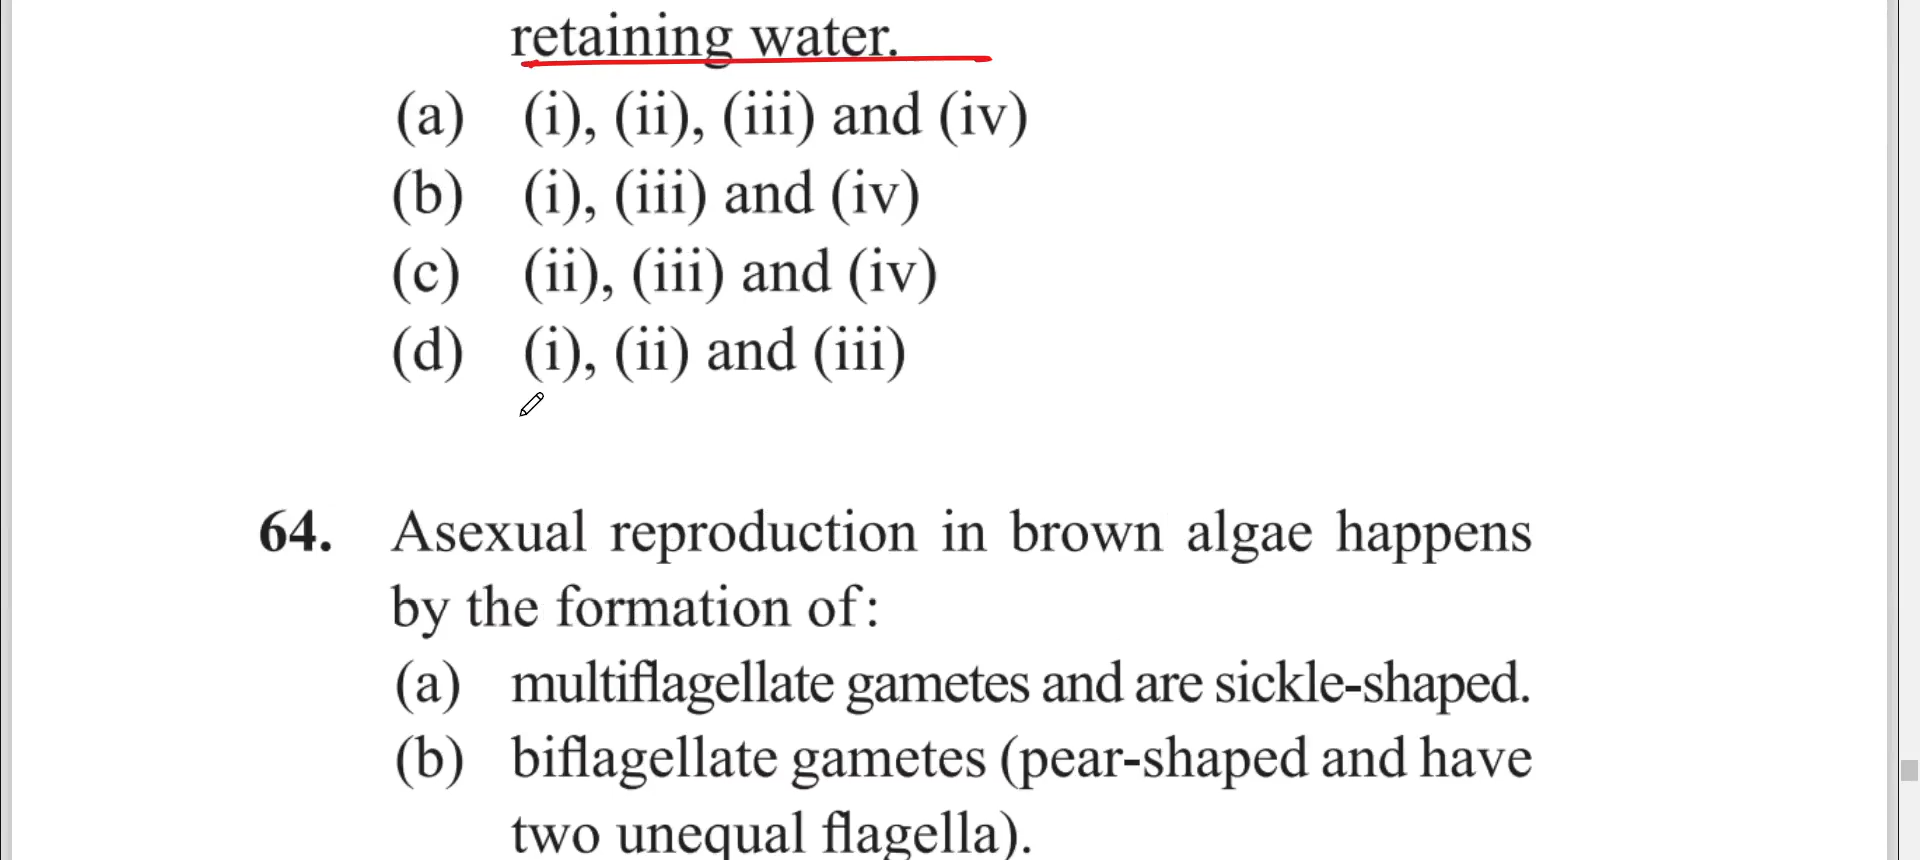 retaining water.
(a) (i), (ii), (iii) and (iv)
(b) (i), (iii) and (iv)
(c) (ii), (iii) and (iv)
(d) (i), (ii) and (iii)
64. Asexual reproduction in brown algae happens
by the formation of:
(a) multiflagellate gametes and are sickle-shaped.
(b) biflagellate gametes (pear-shaped and have
two unequal flagella).